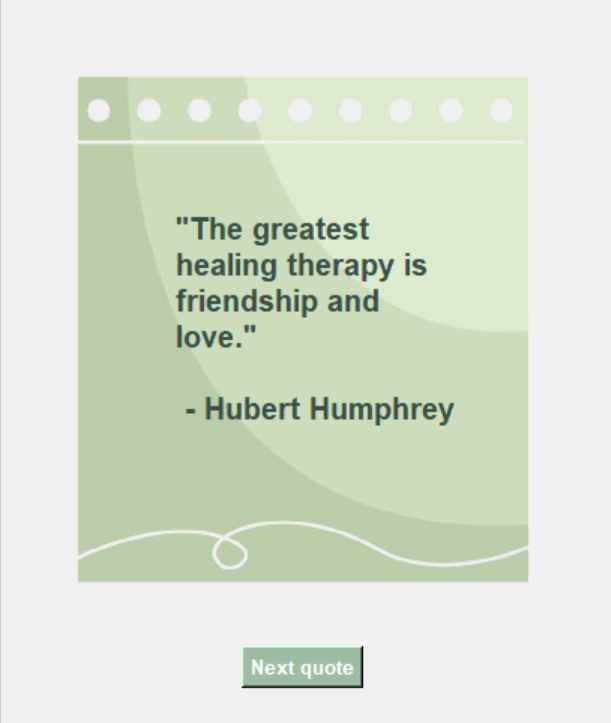 "The greatest
healing therapy is
friendship and
love."
- Hubert Humphrey
Next quote